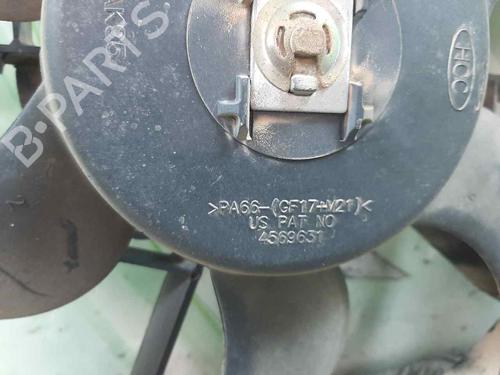 B-PARTS
HCC
>PA66-(GF17+M21)<
US PAT NO
4569631